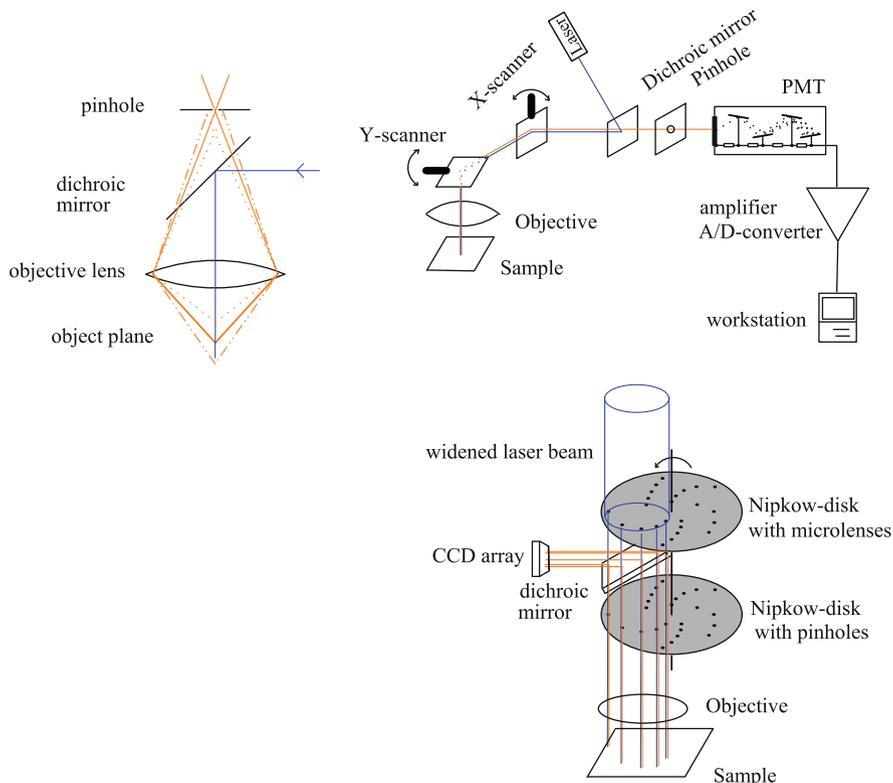 pinhole
dichroic
mirror
objective lens
object plane
Laser
X-scanner
Y-scanner
Dichroic mirror
Pinhole
PMT
Objective
Sample
amplifier
A/D-converter
workstation
widened laser beam
Nipkow-disk
with microlenses
CCD array
dichroic
mirror
Nipkow-disk
with pinholes
Objective
Sample